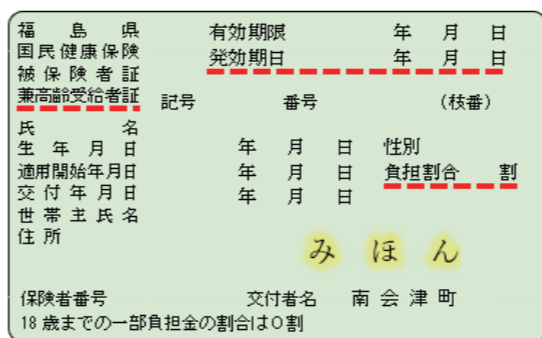 福島県 有効期限 年 月 日
国民健康保険
被保険者証 発効期日 年 月 日
兼高齢受給者証 記号 番号 (枝番)
氏名
生年月日 年 月 日 性別
適用開始年月日 年 月 日 負担割合 割
交付年月日 年 月 日
世帯主氏名
住所
みほん
保険者番号 交付者名 南会津町
18歳までの一部負担金の割合は0割